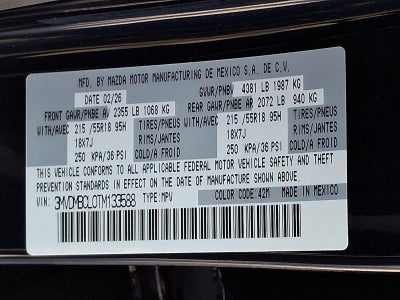 MFD. BY MAZDA MOTOR MANUFACTURING DE MEXICO S.A. DE C.V.
DATE 02/26 GVWR/PNBV 4381 LB 1987 KG
FRONT GAWR/PNBE AV 2355 LB 1068 KG REAR GAWR/PNBE AR 2072 LB 940 KG
WITH/AVEC 215 /55R18 95H TIRES/PNEUS WITH/AVEC 215 /55R18 95H TIRES/PNEUS
18X7J RIMS/JANTES 18X7J RIMS/JANTES
250 KPA/36 PSI COLD/A FROID 250 KPA/36 PSI COLD/A FROID
THIS VEHICLE CONFORMS TO ALL APPLICABLE FEDERAL MOTOR VEHICLE SAFETY AND THEFT
PREVENTION STANDARDS IN EFFECT ON THE DATE OF MANUFACTURE SHOWN ABOVE.
VIN: 3MVDMBCL0TM133588 TYPE:MPV COLOR CODE:42M MADE IN MEXICO